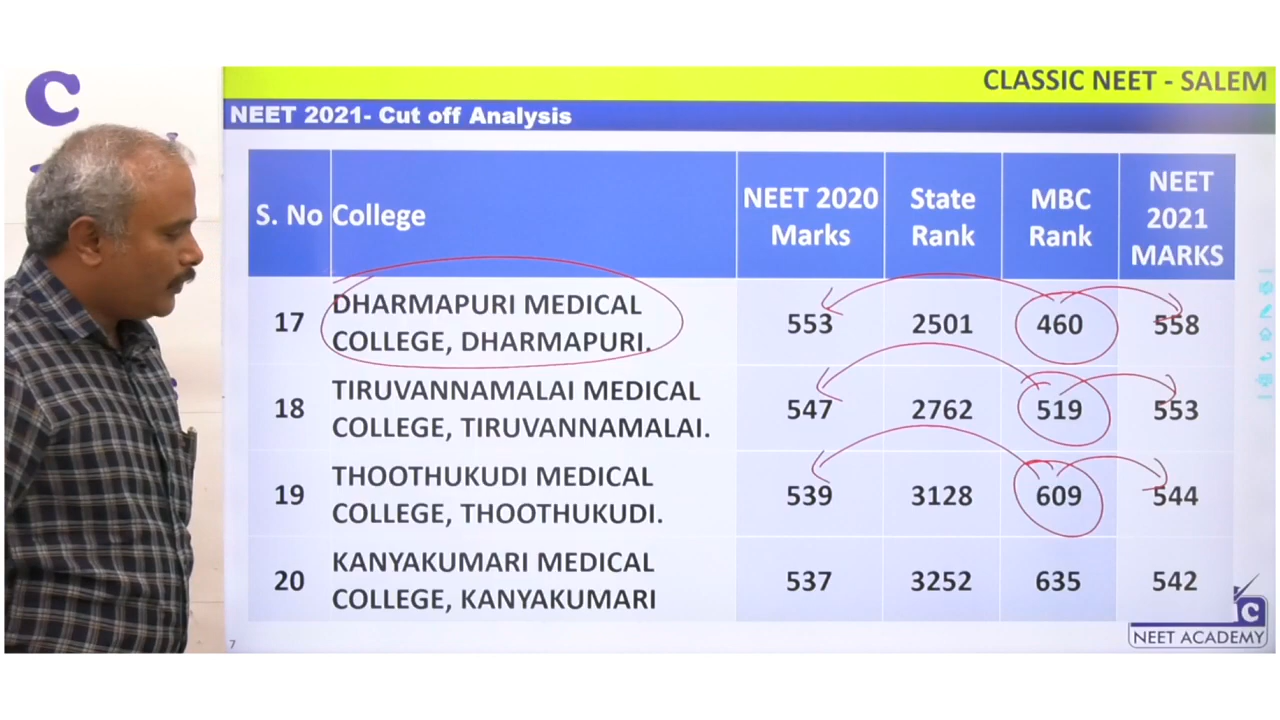 C
CLASSIC NEET - SALEM
NEET 2021- Cut off Analysis
S. No College NEET 2020 Marks State Rank MBC Rank NEET 2021 MARKS
17 DHARMAPURI MEDICAL COLLEGE, DHARMAPURI. 553 2501 460 558
18 TIRUVANNAMALAI MEDICAL COLLEGE, TIRUVANNAMALAI. 547 2762 519 553
19 THOOTHUKUDI MEDICAL COLLEGE, THOOTHUKUDI. 539 3128 609 544
20 KANYAKUMARI MEDICAL COLLEGE, KANYAKUMARI 537 3252 635 542
7
IC
NEET ACADEMY